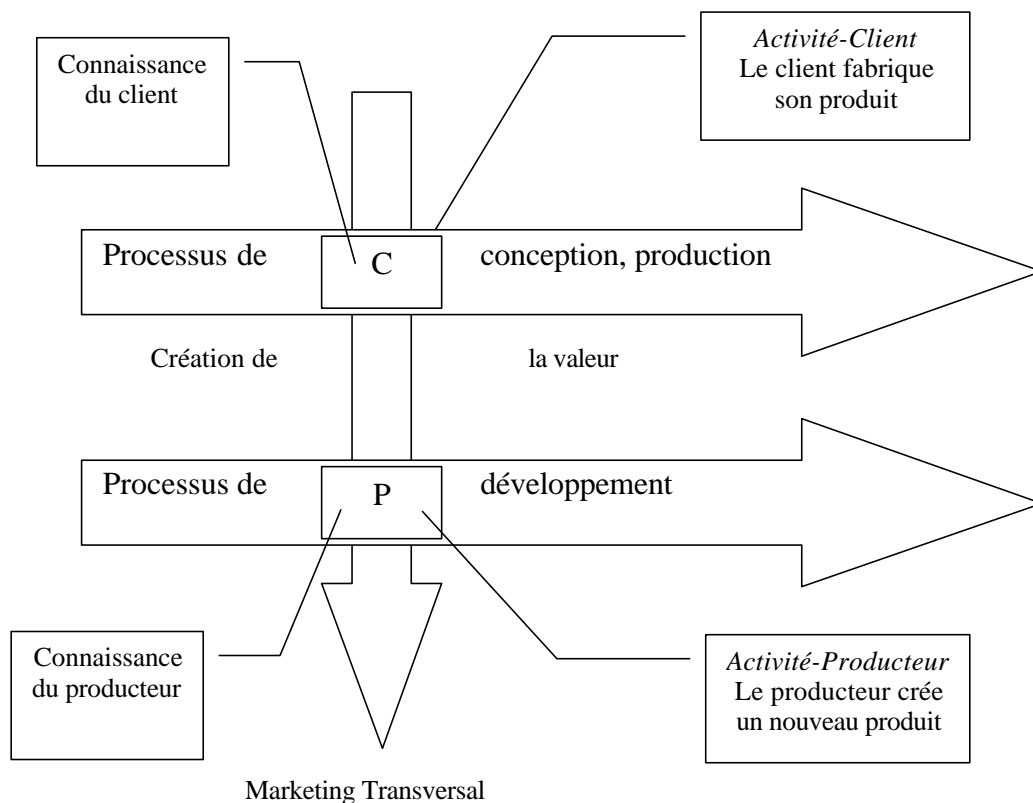 Connaissance
du client
Activité-Client
Le client fabrique
son produit
Processus de C conception, production
Création de la valeur
Processus de P développement
Connaissance
du producteur
Activité-Producteur
Le producteur crée
un nouveau produit
Marketing Transversal